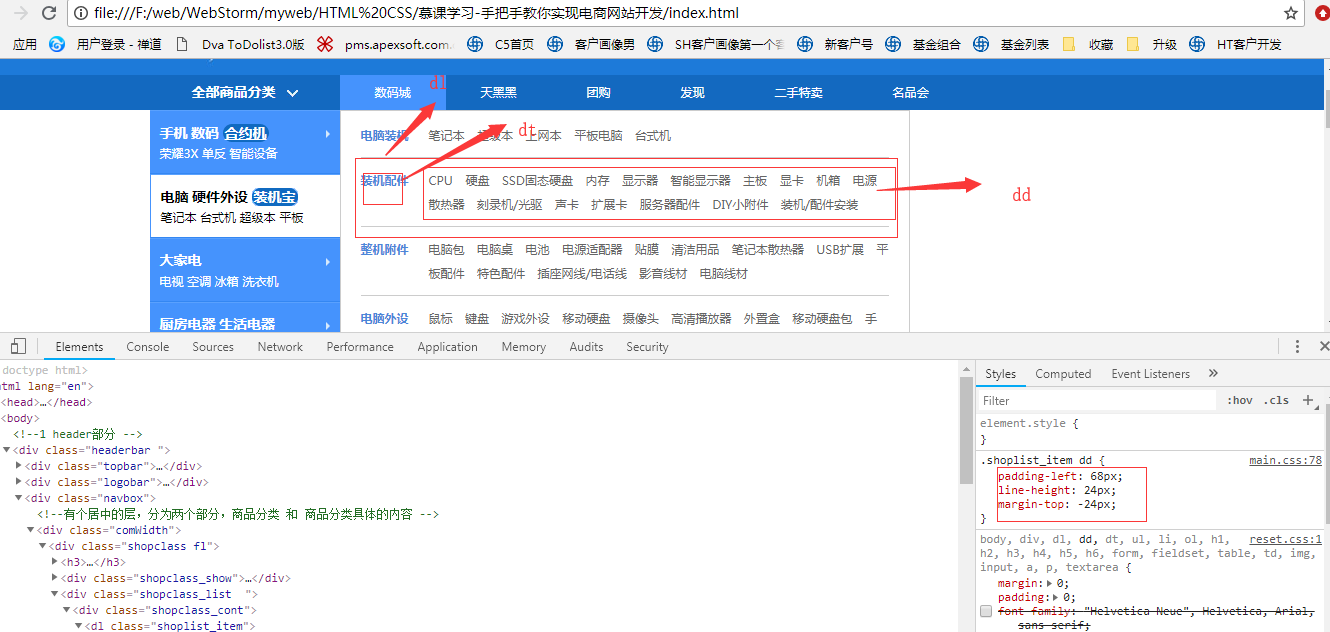 file:///F:/web/WebStorm/myweb/HTML%20CSS/慕课学习-手把手教你实现电商网站开发/index.html
应用 用户登录 - 禅道 Dva ToDolist3.0版 pms.apexsoft.com. C5首页 客户画像男 SH客户画像第一个客 新客户号 基金组合 基金列表 收藏 升级 HT客户开发
全部商品分类 数码城 天黑黑 团购 发现 二手特卖 名品会
dl
手机 数码 合约机
荣耀3X 单反 智能设备
电脑装机 笔记本 超级本 上网本 平板电脑 台式机
dt
电脑 硬件外设 装机宝
笔记本 台式机 超级本 平板
装机配件 CPU 硬盘 SSD固态硬盘 内存 显示器 智能显示器 主板 显卡 机箱 电源
散热器 刻录机/光驱 声卡 扩展卡 服务器配件 DIY小附件 装机/配件安装
dd
大家电
电视 空调 冰箱 洗衣机
整机附件 电脑包 电脑桌 电池 电源适配器 贴膜 清洁用品 笔记本散热器 USB扩展 平
板配件 特色配件 插座网线/电话线 影音线材 电脑线材
厨房电器 生活电器
电脑外设 鼠标 键盘 游戏外设 移动硬盘 摄像头 高清播放器 外置盒 移动硬盘包 手
Elements Console Sources Network Performance Application Memory Audits Security
doctype html>
tml lang="en">
<head>…</head>
<body>
<!--1 header部分 -->
<div class="headerbar ">
<div class="topbar">…</div>
<div class="logobar">…</div>
<div class="navbox">
<!--有个居中的层，分为两个部分，商品分类 和 商品分类具体的内容 -->
<div class="comWidth">
<div class="shopclass fl">
<h3>…</h3>
<div class="shopclass_show">…</div>
<div class="shopclass_list  ">
<div class="shopclass_cont">
<dl class="shoplist_item">
Styles Computed Event Listeners »
Filter :hov .cls +
element.style {
}
.shoplist_item dd { main.css:78
padding-left: 68px;
line-height: 24px;
margin-top: -24px;
}
body, div, dl, dd, dt, ul, li, ol, h1, reset.css:1
h2, h3, h4, h5, h6, form, fieldset, table, td, img,
input, a, p, textarea {
margin: 0;
padding: 0;
font-family: "Helvetica Neue", Helvetica, Arial,
sans-serif;